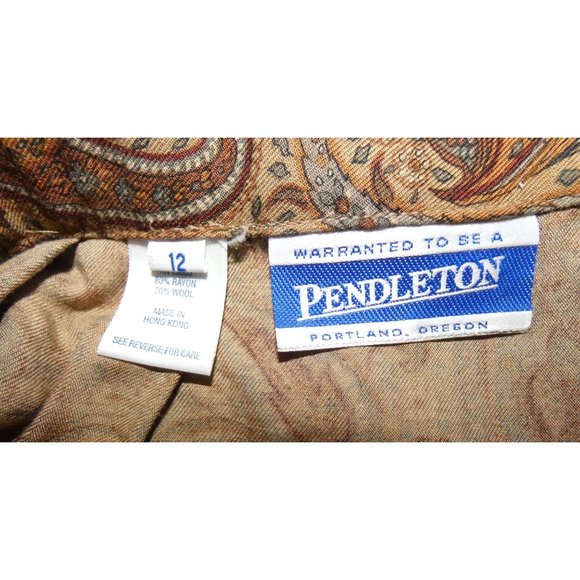 12
80% RAYON
20% WOOL
MADE IN
HONG KONG
SEE REVERSE FOR CARE
WARRANTED TO BE A
PENDLETON
PORTLAND, OREGON